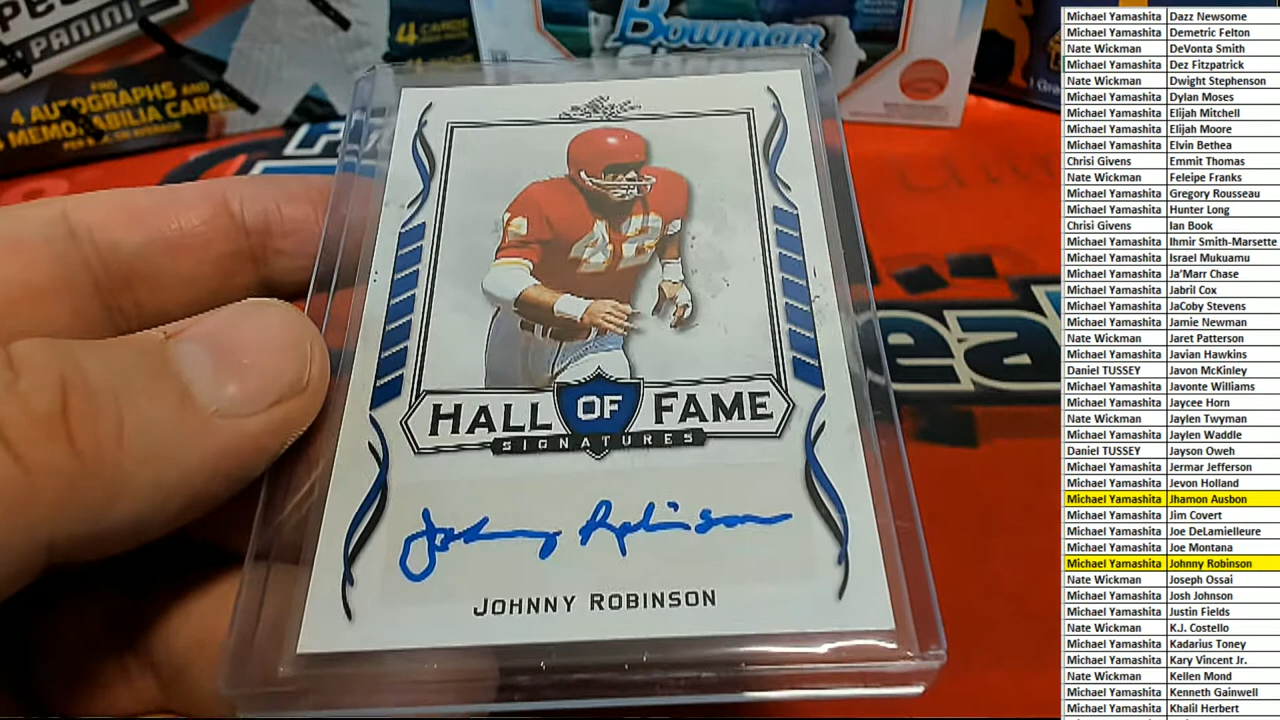 PANINI
4 CARDS
FIND
4 AUTOGRAPHS AND
MEMORABILIA CARDS
Bowman
42
HALL OF FAME
SIGNATURES
Johnny Robinson
JOHNNY ROBINSON
ea
Michael Yamashita Dazz Newsome
Michael Yamashita Demetric Felton
Nate Wickman DeVonta Smith
Michael Yamashita Dez Fitzpatrick
Nate Wickman Dwight Stephenson
Michael Yamashita Dylan Moses
Michael Yamashita Elijah Mitchell
Michael Yamashita Elijah Moore
Michael Yamashita Elvin Bethea
Chrisi Givens Emmit Thomas
Nate Wickman Feleipe Franks
Michael Yamashita Gregory Rousseau
Michael Yamashita Hunter Long
Chrisi Givens Ian Book
Michael Yamashita Ihmir Smith-Marsette
Michael Yamashita Israel Mukuamu
Michael Yamashita Ja'Marr Chase
Michael Yamashita Jabril Cox
Michael Yamashita JaCoby Stevens
Michael Yamashita Jamie Newman
Nate Wickman Jaret Patterson
Michael Yamashita Javian Hawkins
Daniel TUSSEY Javon McKinley
Michael Yamashita Javonte Williams
Michael Yamashita Jaycee Horn
Nate Wickman Jaylen Twyman
Michael Yamashita Jaylen Waddle
Daniel TUSSEY Jayson Oweh
Michael Yamashita Jermar Jefferson
Michael Yamashita Jevon Holland
Michael Yamashita Jhamon Ausbon
Michael Yamashita Jim Covert
Michael Yamashita Joe DeLamielleure
Michael Yamashita Joe Montana
Michael Yamashita Johnny Robinson
Nate Wickman Joseph Ossai
Michael Yamashita Josh Johnson
Michael Yamashita Justin Fields
Nate Wickman K.J. Costello
Michael Yamashita Kadarius Toney
Michael Yamashita Kary Vincent Jr.
Nate Wickman Kellen Mond
Michael Yamashita Kenneth Gainwell
Michael Yamashita Khalil Herbert